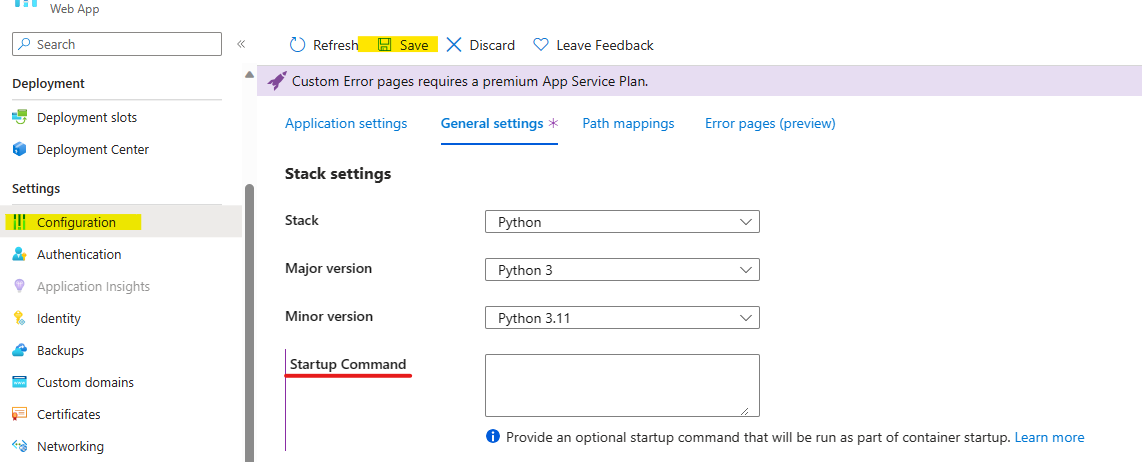 Web App
Search
«
Refresh Save Discard Leave Feedback
Custom Error pages requires a premium App Service Plan.
Deployment
Deployment slots
Deployment Center
Settings
Configuration
Authentication
Application Insights
Identity
Backups
Custom domains
Certificates
Networking
Application settings General settings * Path mappings Error pages (preview)
Stack settings
Stack Python
Major version Python 3
Minor version Python 3.11
Startup Command
Provide an optional startup command that will be run as part of container startup. Learn more